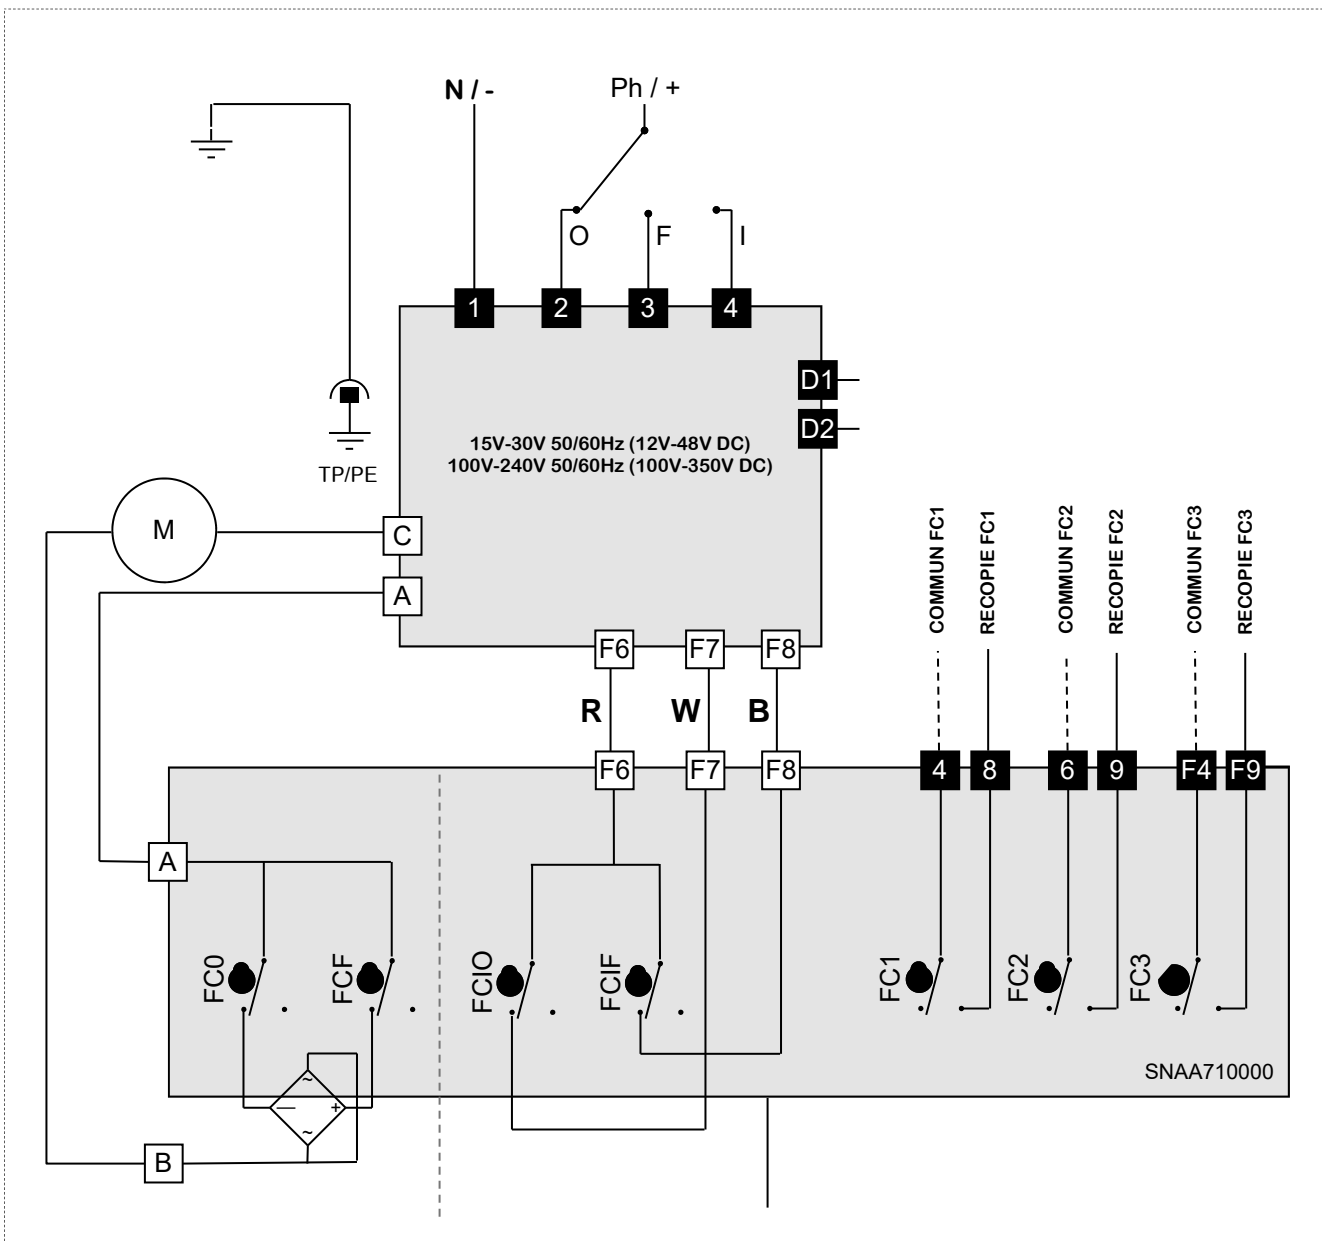 N / -
Ph / +
O
F
I
1
2
3
4
D1
D2
15V-30V 50/60Hz (12V-48V DC)
100V-240V 50/60Hz (100V-350V DC)
TP/PE
M
C
A
F6
F7
F8
R
W
B
COMMUN FC1
RECOPIE FC1
COMMUN FC2
RECOPIE FC2
COMMUN FC3
RECOPIE FC3
F6
F7
F8
4
8
6
9
F4
F9
A
FC0
FCF
FCIO
FCIF
FC1
FC2
FC3
SNAA710000
~
—
+
~
B